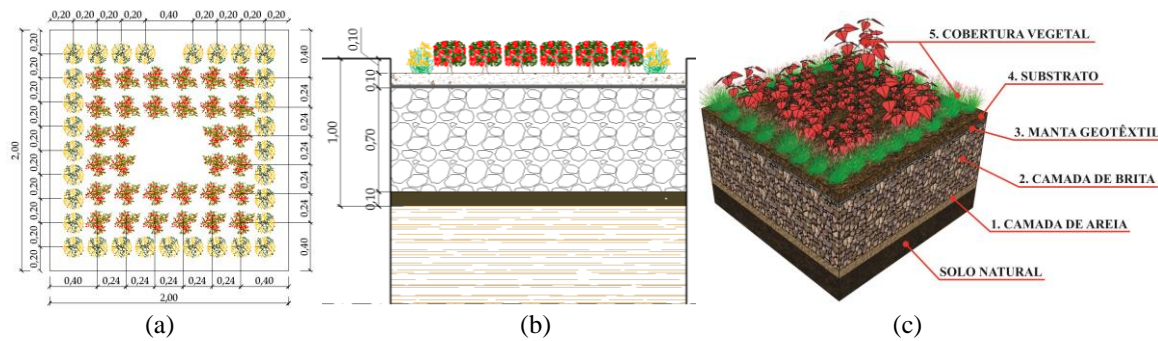 0,20 0,20 0,20 0,20 0,40 0,20 0,20 0,20 0,20
2,00
0,20
0,20
0,20
0,20
0,20
0,20
0,20
0,20
0,20
0,20
0,40
0,24
0,24
0,24
0,24
0,24
0,40
0,40 0,24 0,24 0,24 0,24 0,24 0,40
2,00
(a)
0,10
0,10
1,00
0,70
0,10
(b)
5. COBERTURA VEGETAL
4. SUBSTRATO
3. MANTA GEOTÊXTIL
2. CAMADA DE BRITA
1. CAMADA DE AREIA
SOLO NATURAL
(c)